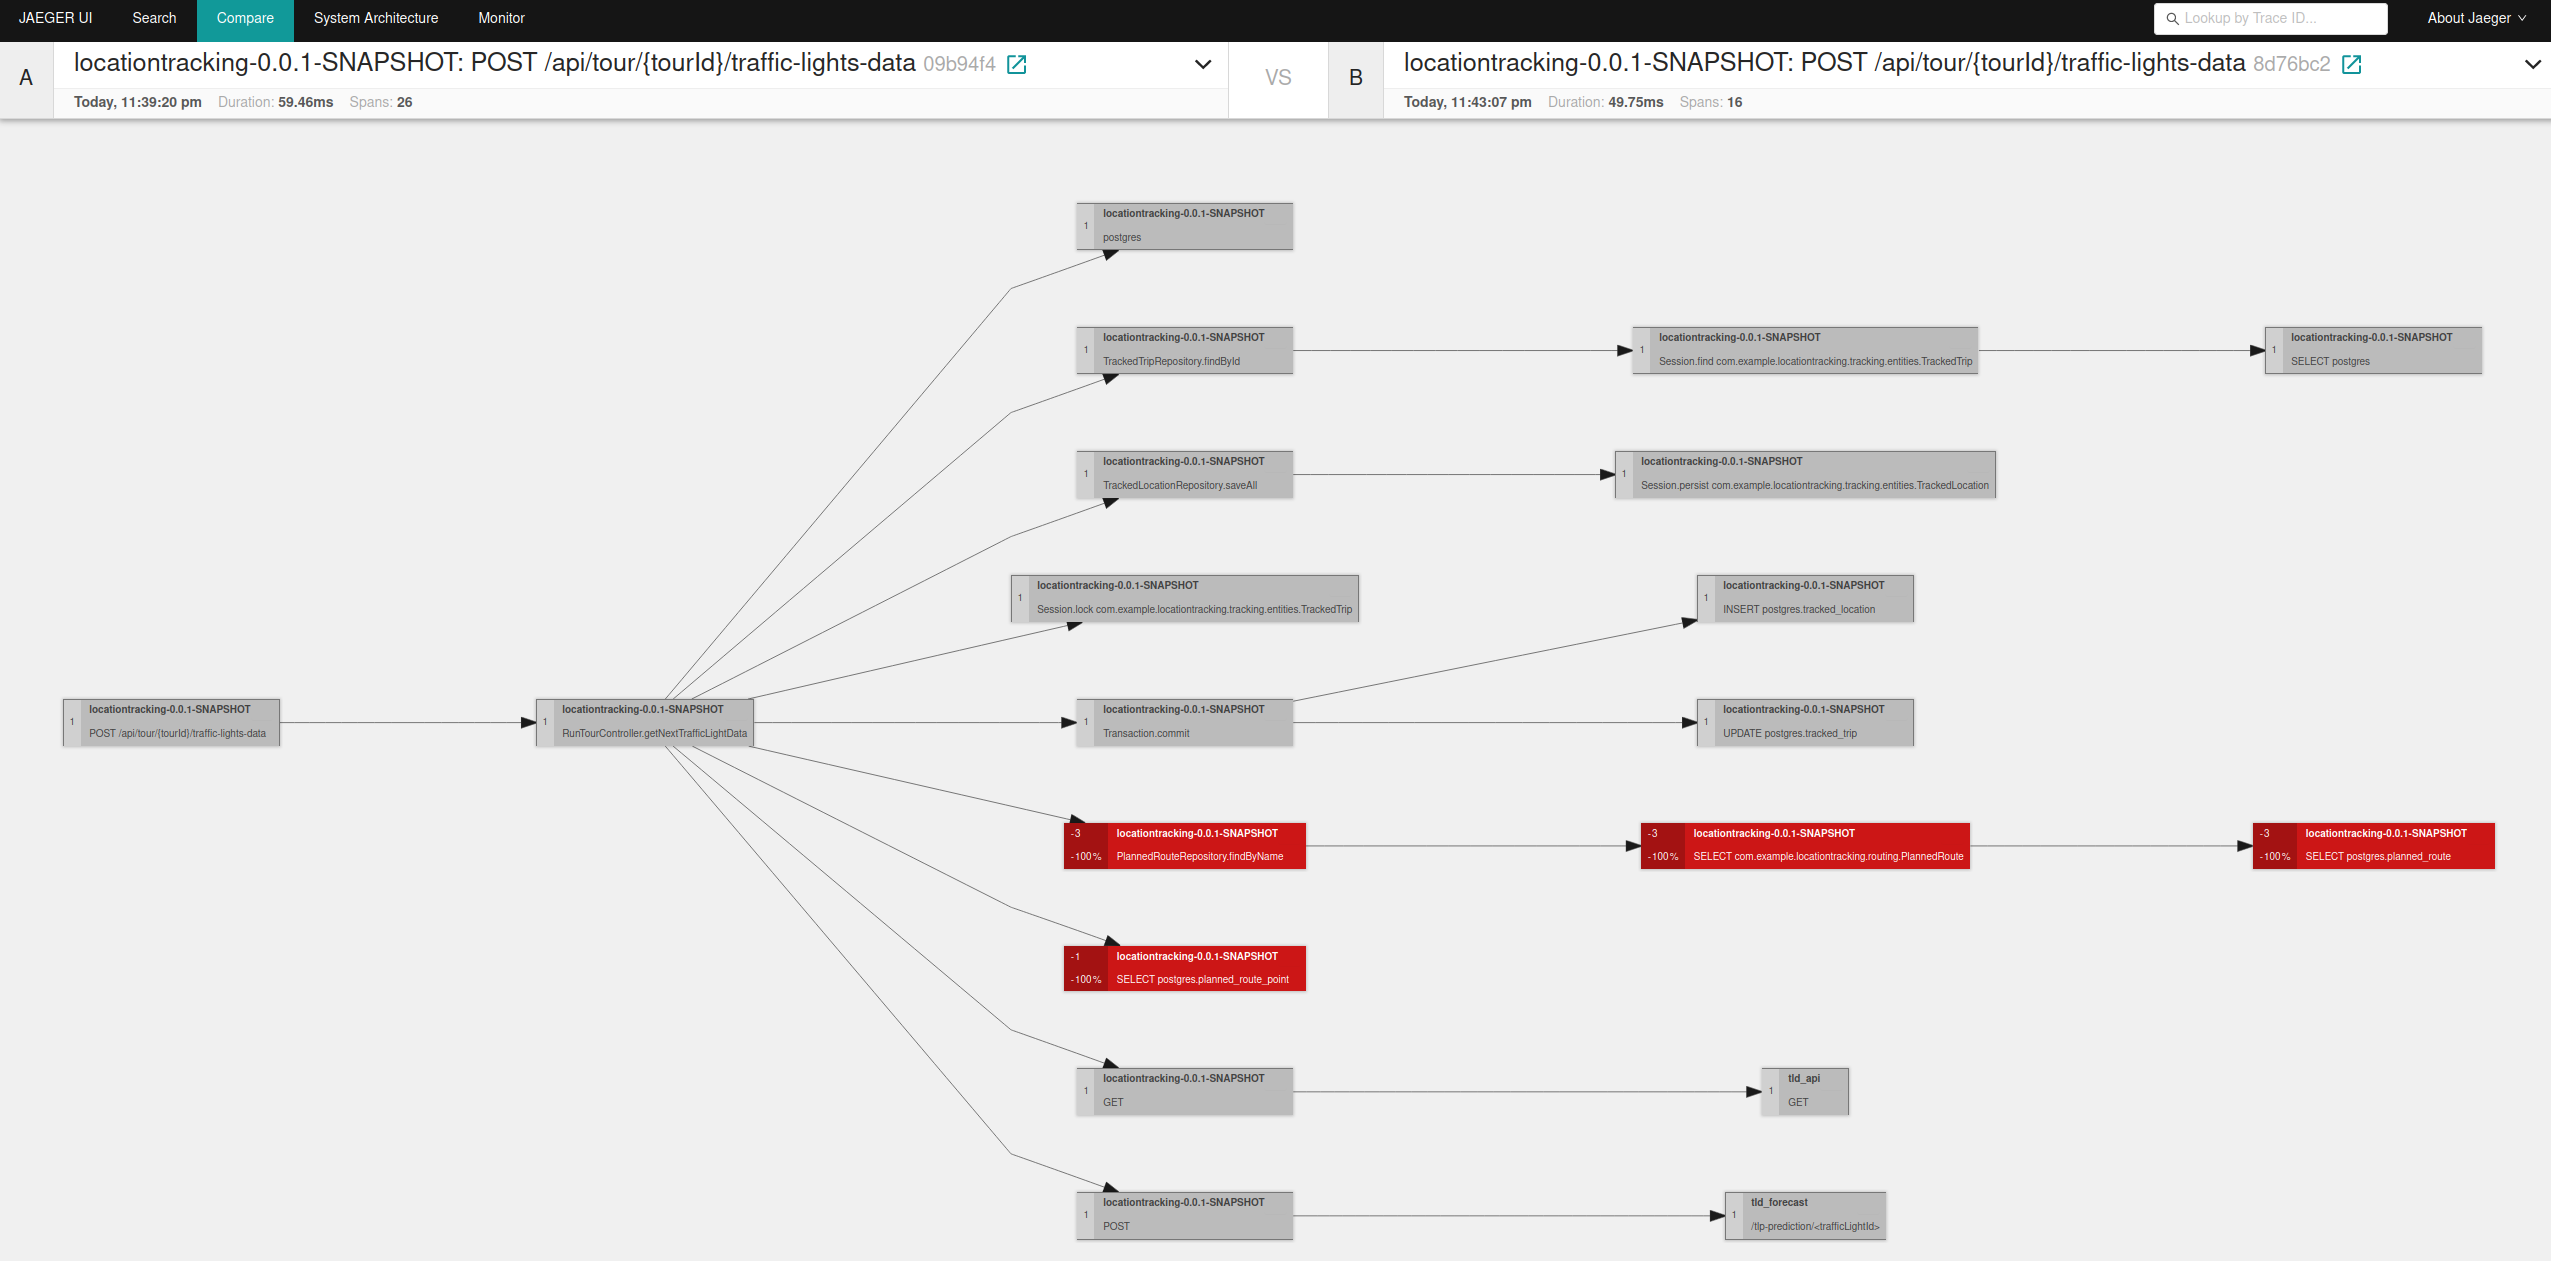 JAEGER UI Search Compare System Architecture Monitor Lookup by Trace ID... About Jaeger
A locationtracking-0.0.1-SNAPSHOT: POST /api/tour/{tourId}/traffic-lights-data 09b94f4
Today, 11:39:20 pm Duration: 59.46ms Spans: 26
VS
B locationtracking-0.0.1-SNAPSHOT: POST /api/tour/{tourId}/traffic-lights-data 8d76bc2
Today, 11:43:07 pm Duration: 49.75ms Spans: 16
1 locationtracking-0.0.1-SNAPSHOT
postgres
1 locationtracking-0.0.1-SNAPSHOT
TrackedTripRepository.findById
1 locationtracking-0.0.1-SNAPSHOT
Session.find com.example.locationtracking.tracking.entities.TrackedTrip
1 locationtracking-0.0.1-SNAPSHOT
SELECT postgres
1 locationtracking-0.0.1-SNAPSHOT
TrackedLocationRepository.saveAll
1 locationtracking-0.0.1-SNAPSHOT
Session.persist com.example.locationtracking.tracking.entities.TrackedLocation
1 locationtracking-0.0.1-SNAPSHOT
Session.lock com.example.locationtracking.tracking.entities.TrackedTrip
1 locationtracking-0.0.1-SNAPSHOT
INSERT postgres.tracked_location
1 locationtracking-0.0.1-SNAPSHOT
POST /api/tour/{tourId}/traffic-lights-data
1 locationtracking-0.0.1-SNAPSHOT
RunTourController.getNextTrafficLightData
1 locationtracking-0.0.1-SNAPSHOT
Transaction.commit
1 locationtracking-0.0.1-SNAPSHOT
UPDATE postgres.tracked_trip
-3 locationtracking-0.0.1-SNAPSHOT
-100% PlannedRouteRepository.findByName
-3 locationtracking-0.0.1-SNAPSHOT
-100% SELECT com.example.locationtracking.routing.PlannedRoute
-3 locationtracking-0.0.1-SNAPSHOT
-100% SELECT postgres.planned_route
-1 locationtracking-0.0.1-SNAPSHOT
-100% SELECT postgres.planned_route_point
1 locationtracking-0.0.1-SNAPSHOT
GET
1 tld_api
GET
1 locationtracking-0.0.1-SNAPSHOT
POST
1 tld_forecast
/tlp-prediction/<trafficLightId>